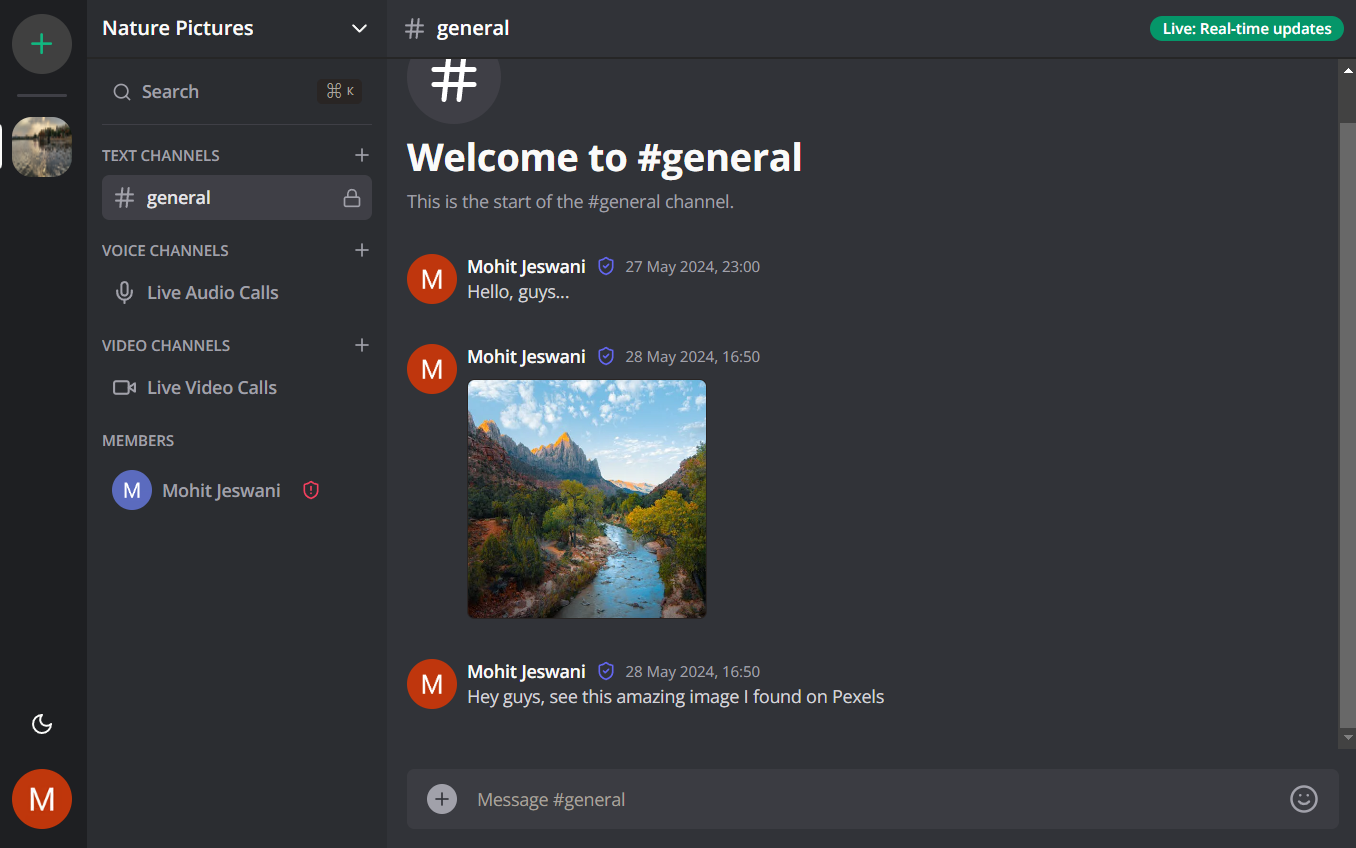 Nature Pictures
Search
⌘ K
TEXT CHANNELS
general
VOICE CHANNELS
Live Audio Calls
VIDEO CHANNELS
Live Video Calls
MEMBERS
M Mohit Jeswani
M
# general
Live: Real-time updates
#
Welcome to #general
This is the start of the #general channel.
M
Mohit Jeswani 27 May 2024, 23:00
Hello, guys...
M
Mohit Jeswani 28 May 2024, 16:50
M
Mohit Jeswani 28 May 2024, 16:50
Hey guys, see this amazing image I found on Pexels
Message #general